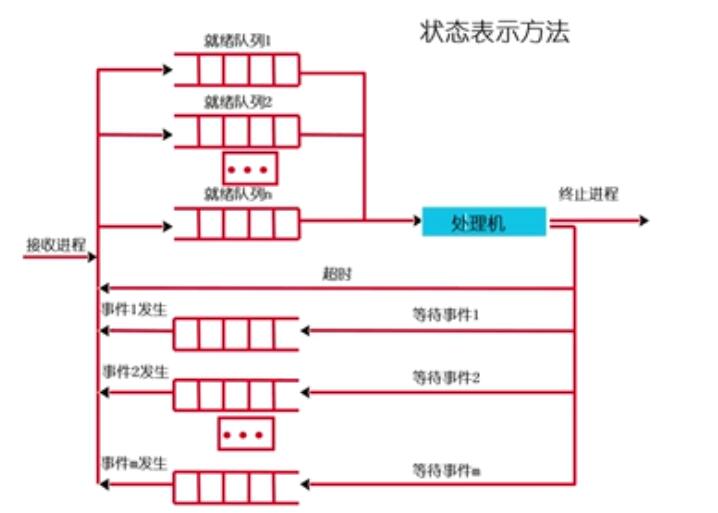 状态表示方法
就绪队列1
就绪队列2
就绪队列n
终止进程
处理机
接收进程
超时
事件1发生
等待事件1
事件2发生
等待事件2
事件m发生
等待事件m